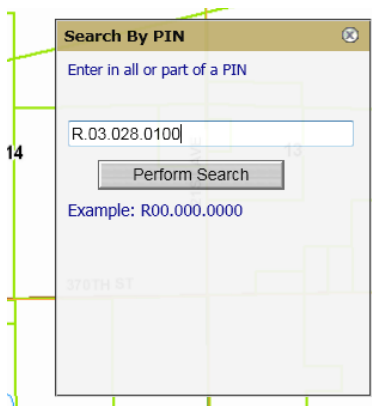 Search By PIN
Enter in all or part of a PIN
R.03.028.0100
14
13
Perform Search
Example: R00.000.0000
370TH ST